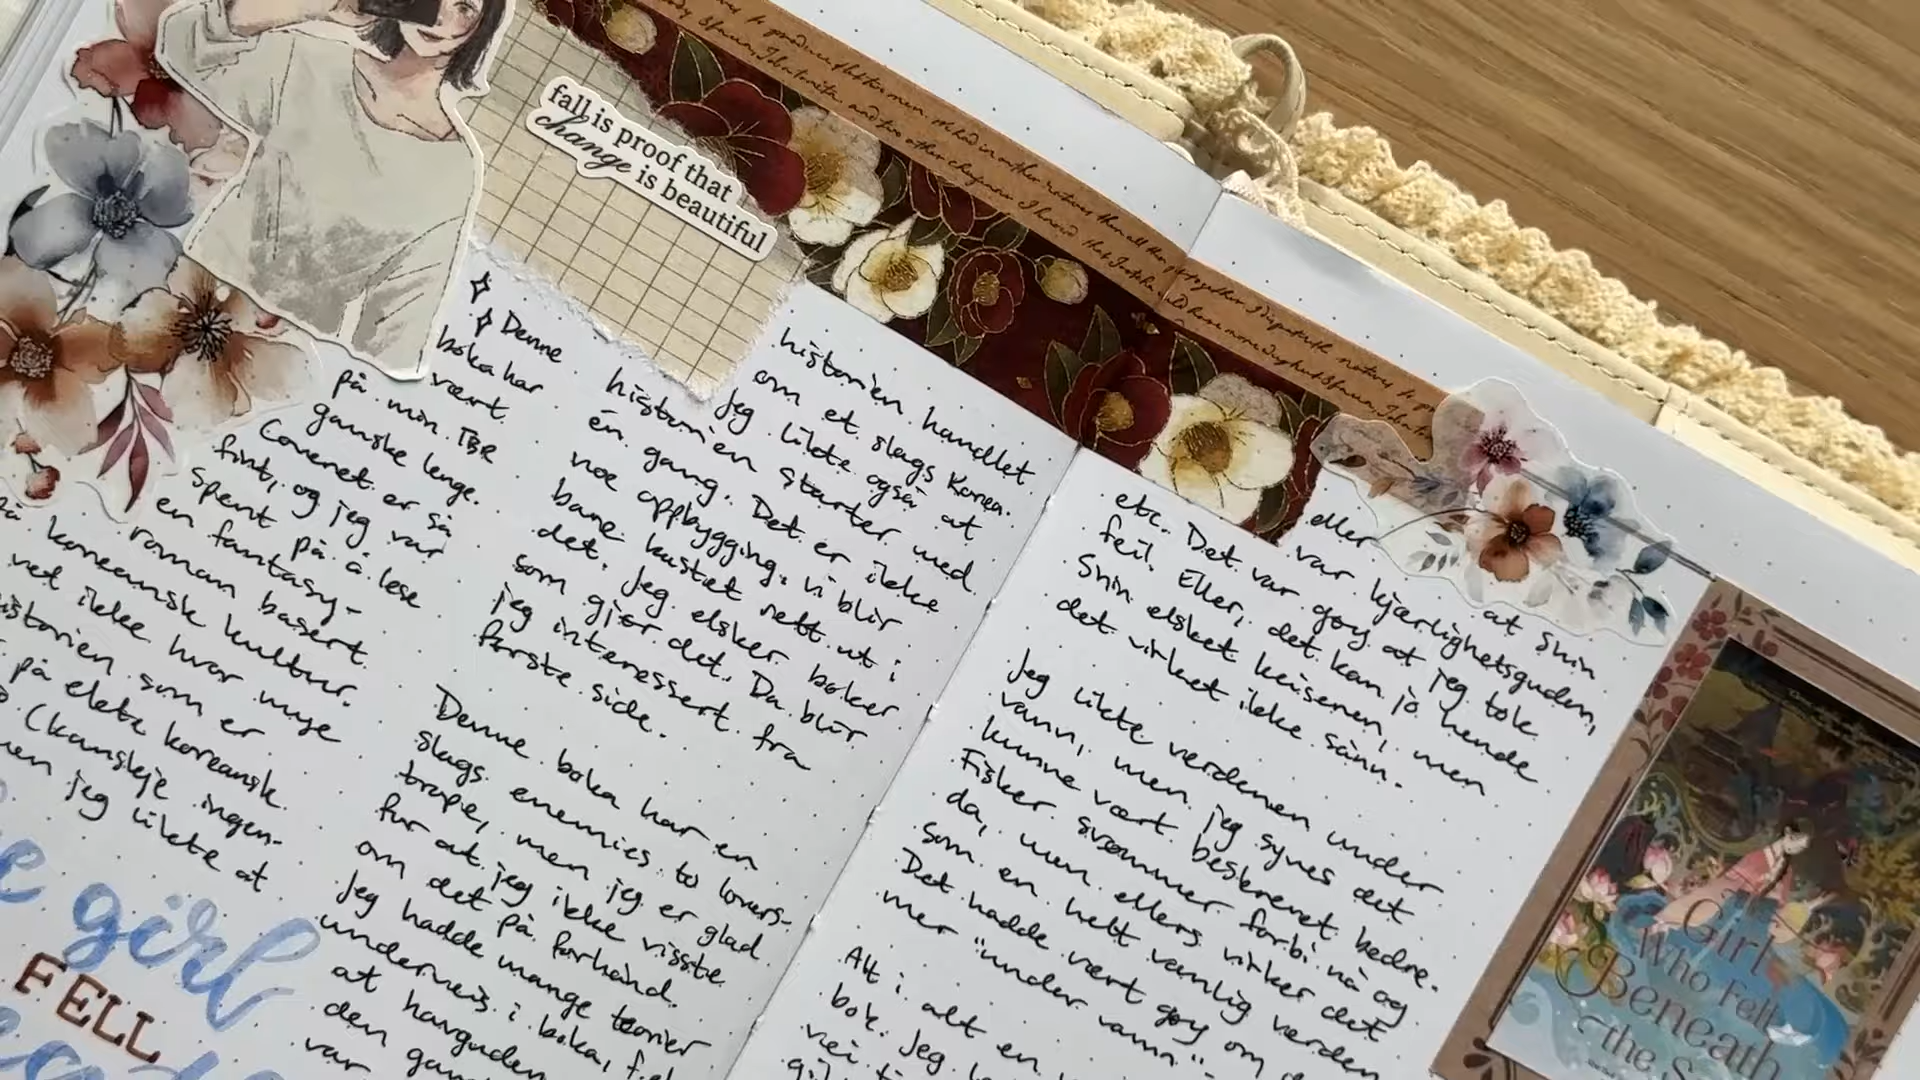 fall is proof that
change is beautiful
Denne
boka har
vært
på min TBR
ganske lenge.
Coveret er så
fint, og jeg var
spent på å lese
en fantasy-
roman basert
på koreansk kultur.
vet ikke hvor mye
historien som er
på ekte koreansk
(kanskje ingen-
men jeg likte at
girl
FELL
historien handlet
om et slags Korea.
Jeg likte også at
historien starter med
én gang. Det er ikke
noe oppbygging, vi blir
bare kastet rett ut i
det. Jeg elsker bøker
som gjør det. Da blir
jeg interessert fra
første side.
Denne boka har en
slags enemies to lovers-
trope, men jeg er glad
for at jeg ikke visste
om det på forhånd.
Jeg hadde mange teorier
underveis i boka, f.eks
at havguden
den
var
eller at Shin
var kjærlighetsguden,
etc. Det var gøy at jeg tok
feil. Eller, det kan jo hende
Shin elsket keiseren, men
det virket ikke sånn.
Jeg likte verdenen under
vann, men jeg synes det
kunne vært beskrevet bedre.
Fisker svømmer forbi nå og
da, men ellers virker det
som en helt vanlig verden
Det hadde vært gøy om
mer "under vann"-
Alt i alt en
bok. Jeg
Girl
Who Fell
Beneath
the